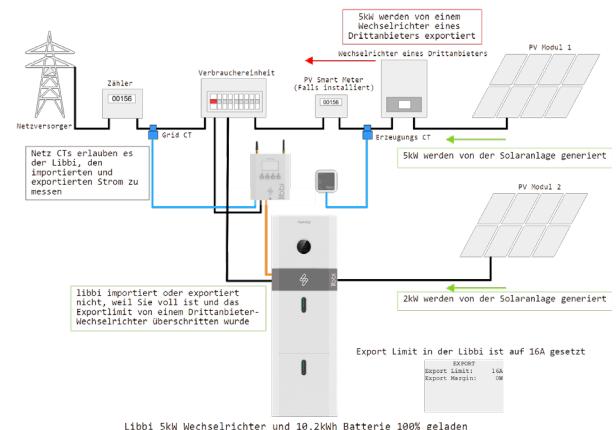 5kW werden von einem
Wechselrichter eines
Drittanbieters exportiert
Wechselrichter eines Drittanbieters
PV Modul 1
Zähler
Verbrauchereinheit
PV Smart Meter
(Falls installiert)
00156
00156
Netzversorger
Grid CT
Erzeugungs CT
Netz CTs erlauben es
der Libbi, den
importierten und
exportierten Strom zu
messen
5kW werden von der Solaranlage generiert
PV Modul 2
libbi importiert oder exportiert
nicht, weil Sie voll ist und das
Exportlimit von einem Drittanbieter-
Wechselrichter überschritten wurde
2kW werden von der Solaranlage generiert
Export Limit in der Libbi ist auf 16A gesetzt
EXPORT
Export Limit: 16A
Export Margin: 0W
Libbi 5kW Wechselrichter und 10.2kWh Batterie 100% geladen